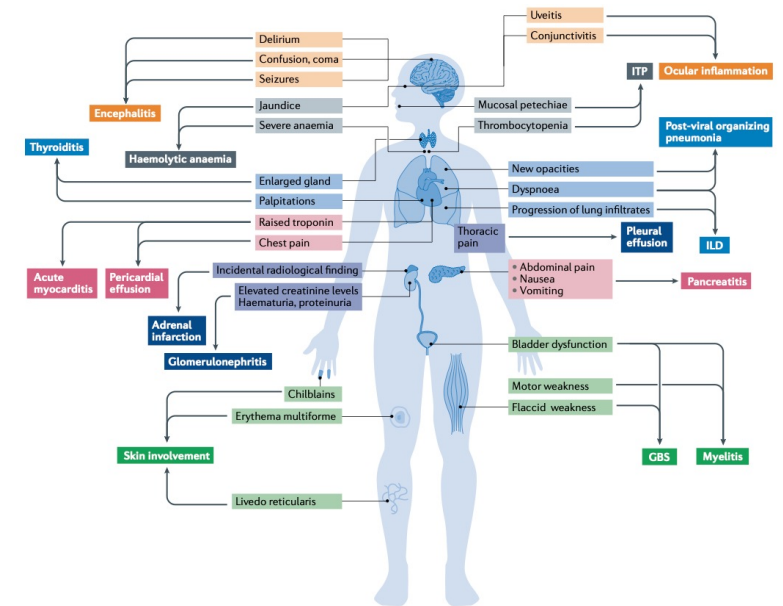 Uveitis
Conjunctivitis
Delirium
Confusion, coma
Seizures
Encephalitis
ITP
Ocular inflammation
Jaundice
Severe anaemia
Haemolytic anaemia
Mucosal petechiae
Thrombocytopenia
Thyroiditis
Post-viral organizing
pneumonia
Enlarged gland
Palpitations
New opacities
Dyspnoea
Progression of lung infiltrates
Raised troponin
Chest pain
Thoracic
pain
Pleural
effusion
ILD
Acute
myocarditis
Pericardial
effusion
Incidental radiological finding
Elevated creatinine levels
Haematuria, proteinuria
• Abdominal pain
• Nausea
• Vomiting
Pancreatitis
Adrenal
infarction
Glomerulonephritis
Bladder dysfunction
Motor weakness
Flaccid weakness
Chilblains
Erythema multiforme
Skin involvement
GBS
Myelitis
Livedo reticularis